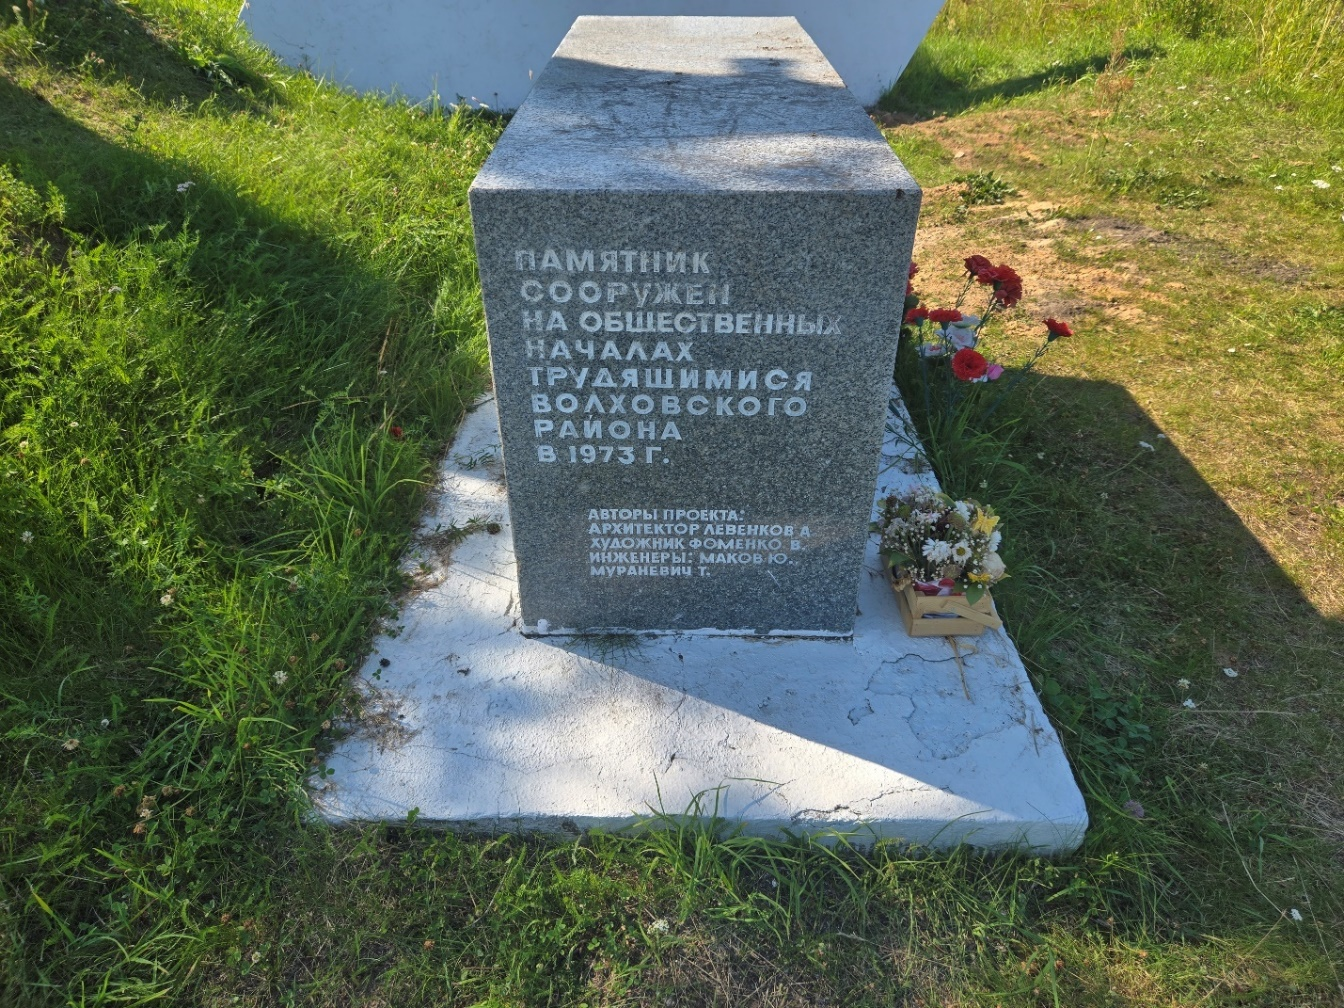 ПАМЯТНИК
СООРУЖЕН
НА ОБЩЕСТВЕННЫХ
НАЧАЛАХ
ТРУДЯЩИМИСЯ
ВОЛХОВСКОГО
РАЙОНА
В 1973 Г.
АВТОРЫ ПРОЕКТА:
АРХИТЕКТОР ЛЕВЕНКОВ А
ХУДОЖНИК ФОМЕНКО В.
ИНЖЕНЕРЫ: МАКОВ Ю.,
МУРАНЕВИЧ Т.